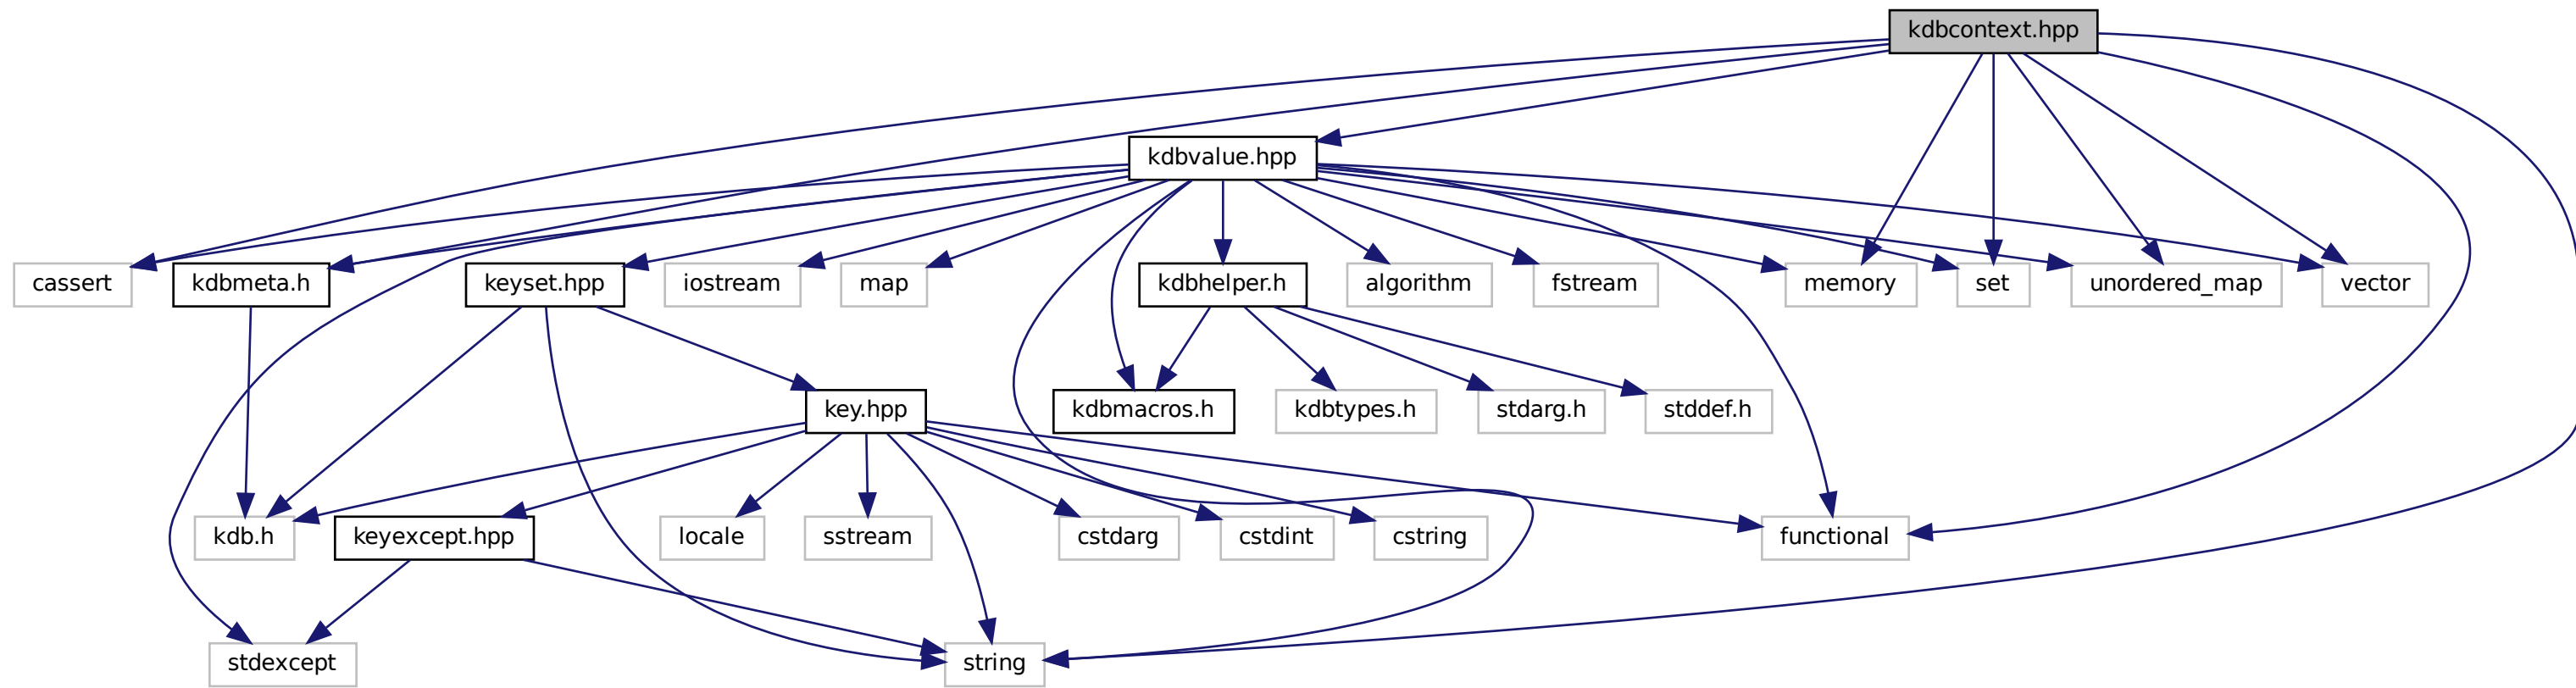 kdbcontext.hpp
kdbvalue.hpp
cassert
kdbmeta.h
keyset.hpp
iostream
map
kdbhelper.h
algorithm
fstream
memory
set
unordered_map
vector
key.hpp
kdbmacros.h
kdbtypes.h
stdarg.h
stddef.h
kdb.h
keyexcept.hpp
locale
sstream
cstdarg
cstdint
cstring
functional
stdexcept
string